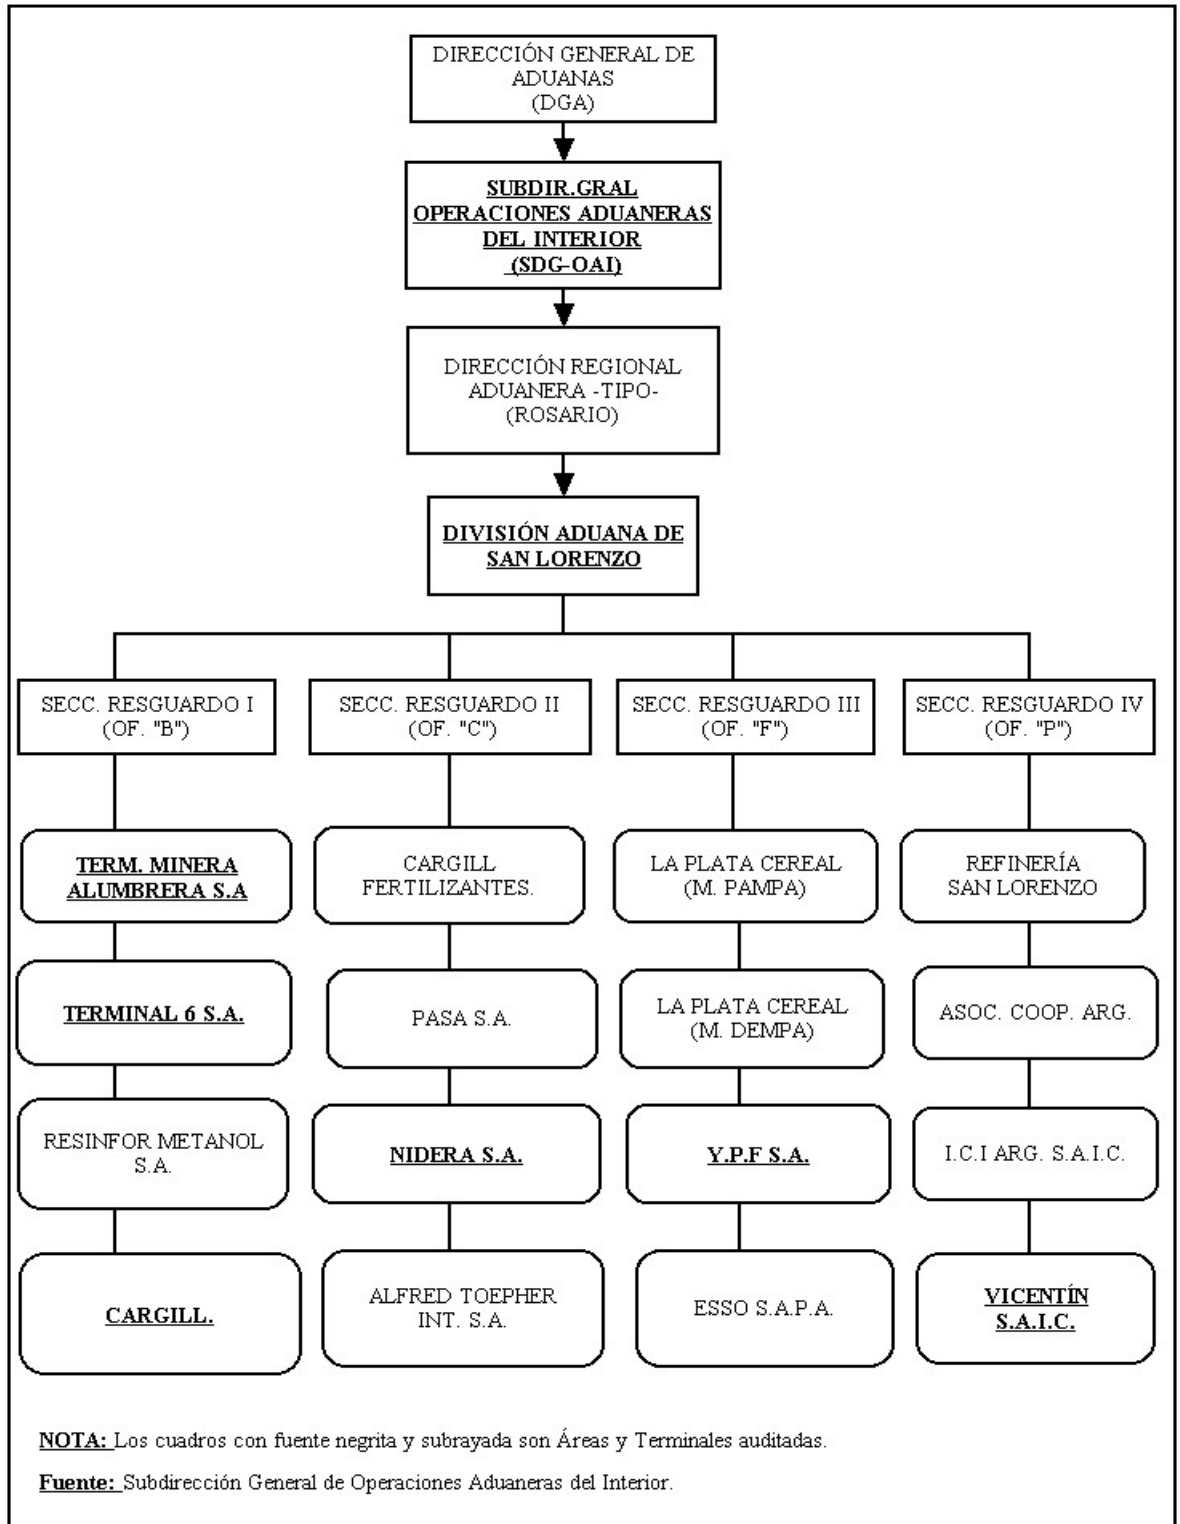 DIRECCIÓN GENERAL DE
ADUANAS
(DGA)
SUBDIR.GRAL
OPERACIONES ADUANERAS
DEL INTERIOR
(SDG-OAI)
DIRECCIÓN REGIONAL
ADUANERA -TIPO-
(ROSARIO)
DIVISIÓN ADUANA DE
SAN LORENZO
SECC. RESGUARDO I
(OF. "B")
SECC. RESGUARDO II
(OF. "C")
SECC. RESGUARDO III
(OF. "F")
SECC. RESGUARDO IV
(OF. "P")
TERM. MINERA
ALUMBRERA S.A
CARGILL
FERTILIZANTES.
LA PLATA CEREAL
(M. PAMPA)
REFINERÍA
SAN LORENZO
TERMINAL 6 S.A.
PASA S.A.
LA PLATA CEREAL
(M. DEMPA)
ASOC. COOP. ARG.
RESINFOR METANOL
S.A.
NIDERA S.A.
Y.P.F S.A.
I.C.I ARG. S.A.I.C.
CARGILL.
ALFRED TOEPHER
INT. S.A.
ESSO S.A.P.A.
VICENTÍN
S.A.I.C.
NOTA: Los cuadros con fuente negrita y subrayada son Áreas y Terminales auditadas.
Fuente: Subdirección General de Operaciones Aduaneras del Interior.